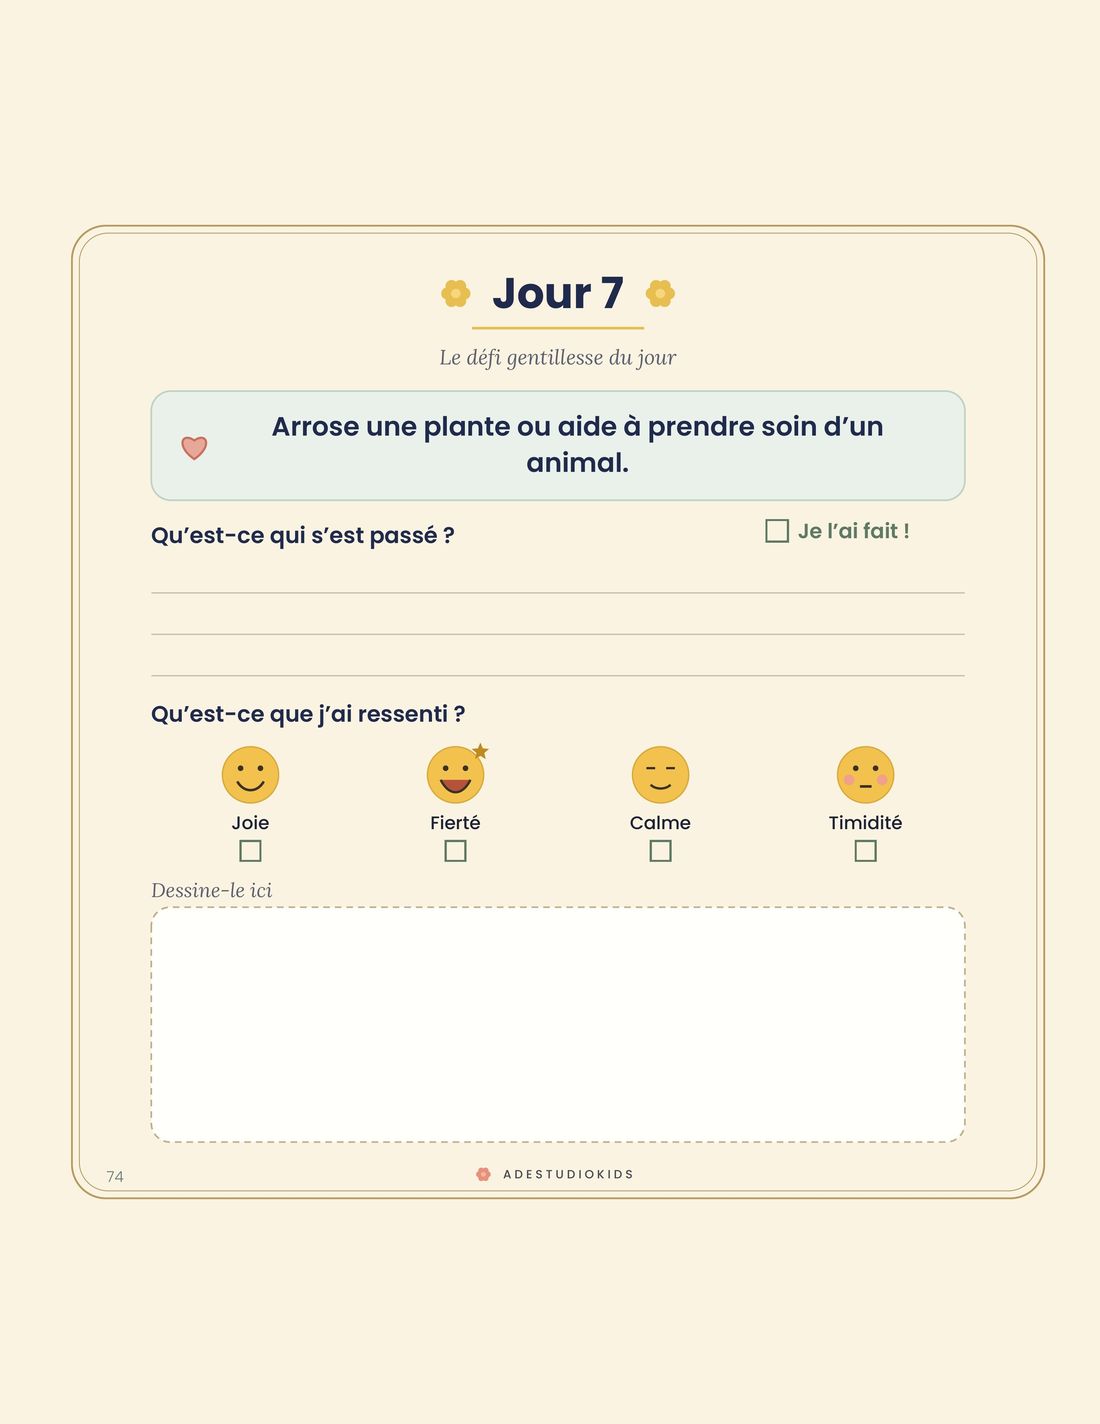 Jour 7
Le défi gentillesse du jour
Arrose une plante ou aide à prendre soin d’un
animal.
Qu’est-ce qui s’est passé ?
Je l’ai fait !
Qu’est-ce que j’ai ressenti ?
Joie
Fierté
Calme
Timidité
Dessine-le ici
74
ADESTUDIOKIDS